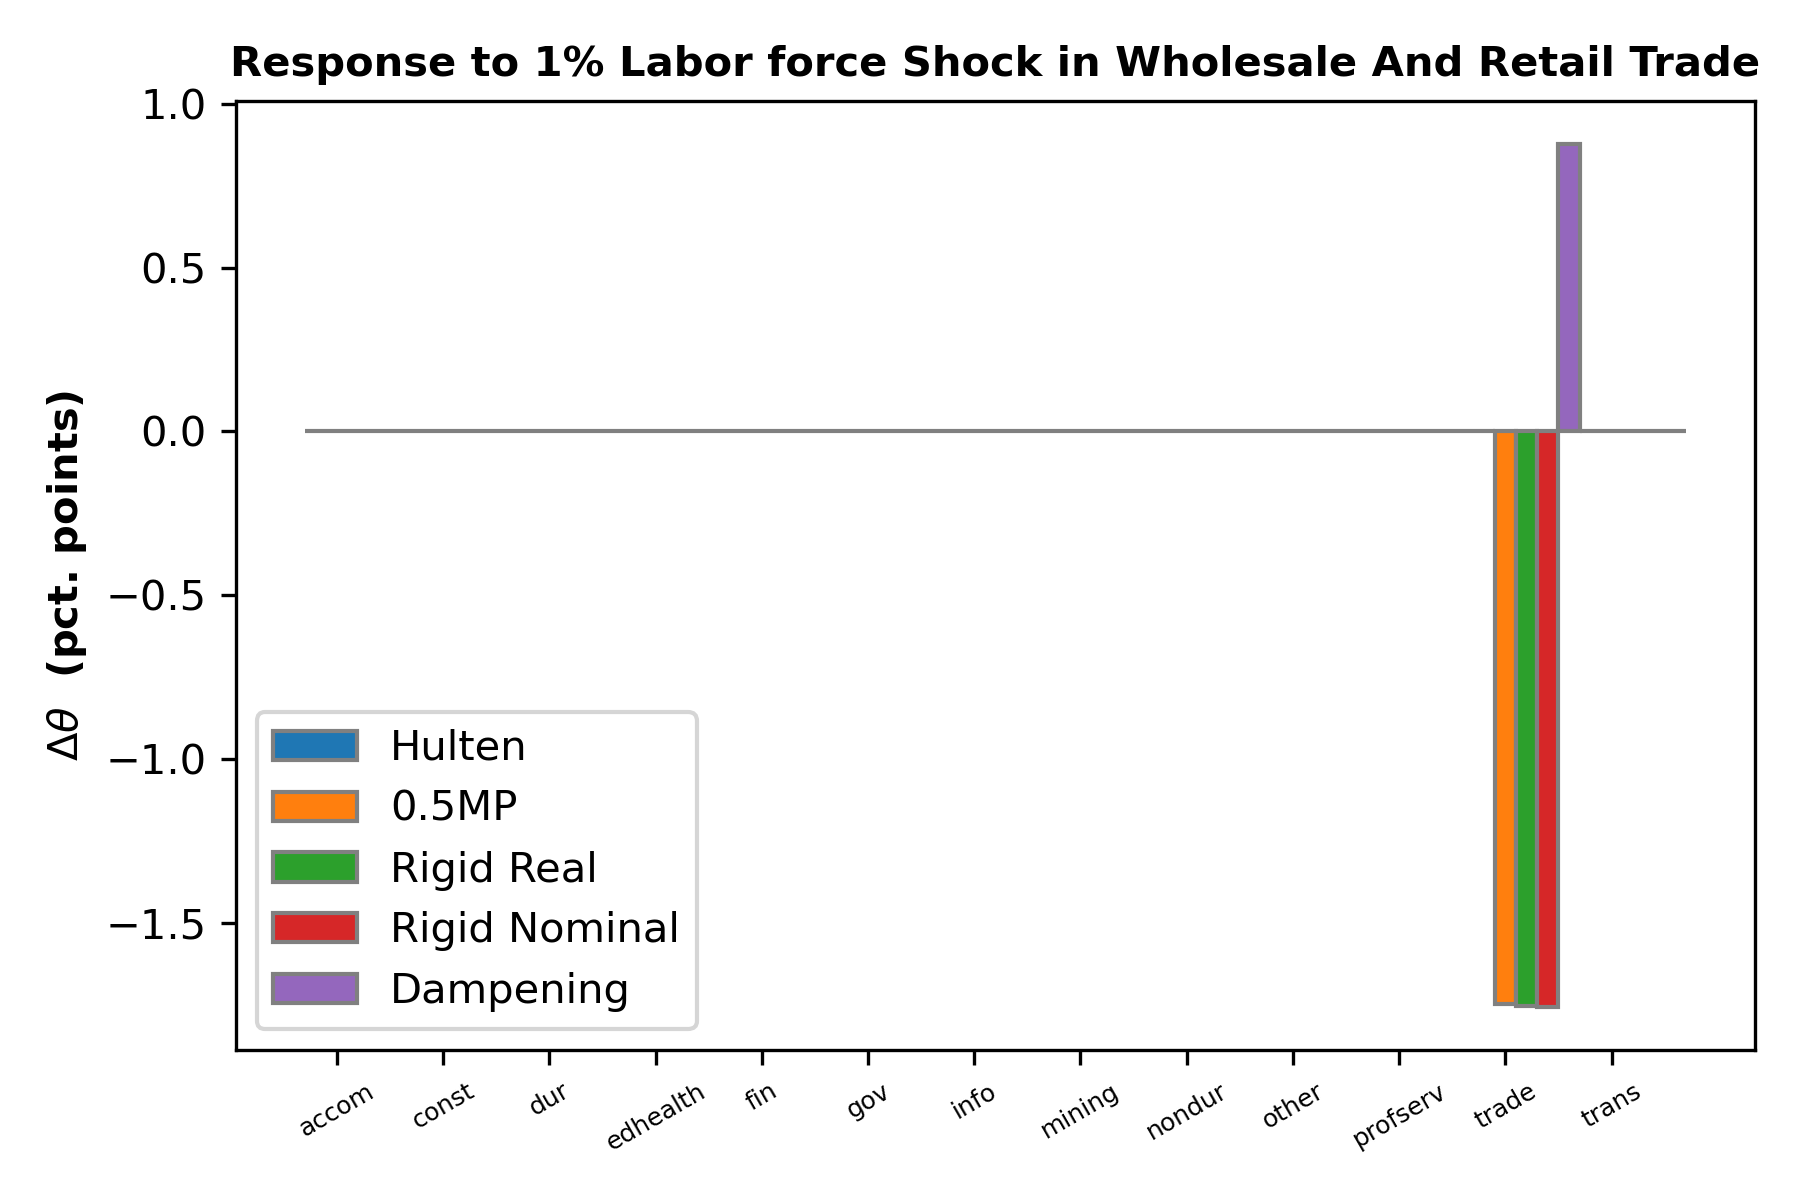 Response to 1% Labor force Shock in Wholesale And Retail Trade
Δθ (pct. points)
1.0
0.5
0.0
−0.5
−1.0
−1.5
Hulten
0.5MP
Rigid Real
Rigid Nominal
Dampening
accom const dur edhealth fin gov info mining nondur other profserv trade trans